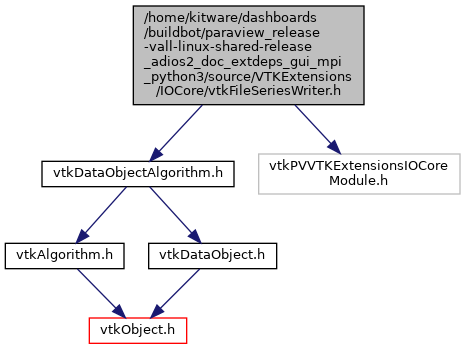 /home/kitware/dashboards
/buildbot/paraview_release
-vall-linux-shared-release
_adios2_doc_extdeps_gui_mpi
_python3/source/VTKExtensions
/IOCore/vtkFileSeriesWriter.h
vtkDataObjectAlgorithm.h
vtkPVVTKExtensionsIOCore
Module.h
vtkAlgorithm.h
vtkDataObject.h
vtkObject.h